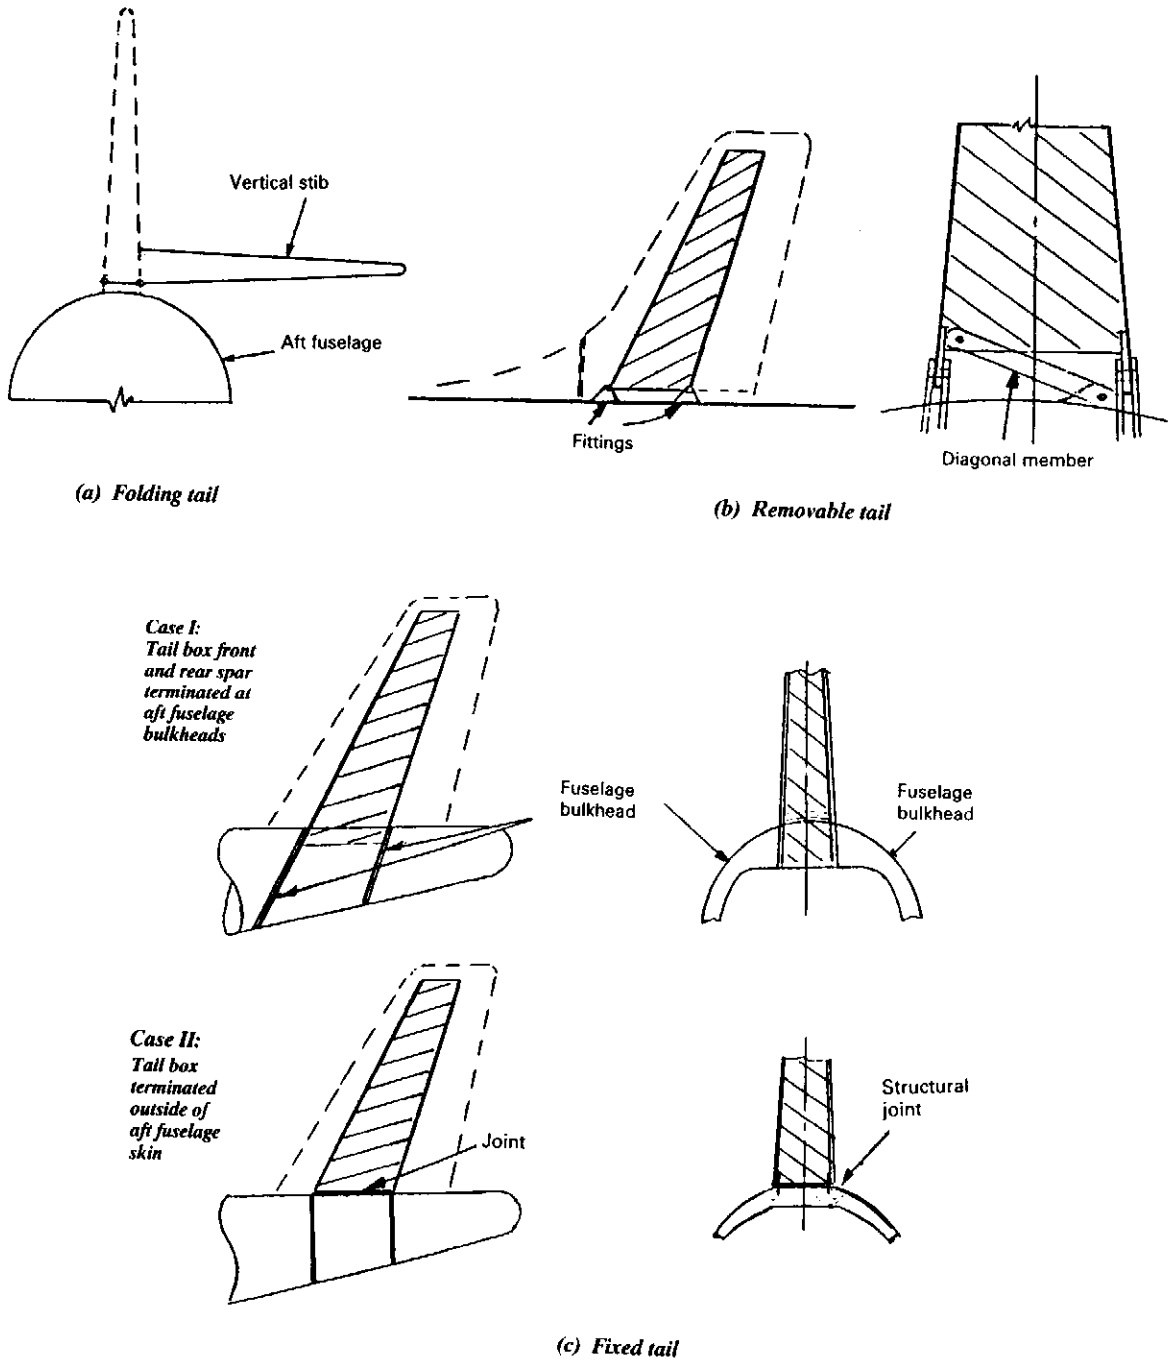 Vertical stib
Aft fuselage
(a) Folding tail
Fittings
Diagonal member
(b) Removable tail
Case I:
Tail box front
and rear spar
terminated at
aft fuselage
bulkheads
Fuselage
bulkhead
Fuselage
bulkhead
Case II:
Tail box
terminated
outside of
aft fuselage
skin
Joint
Structural
joint
(c) Fixed tail